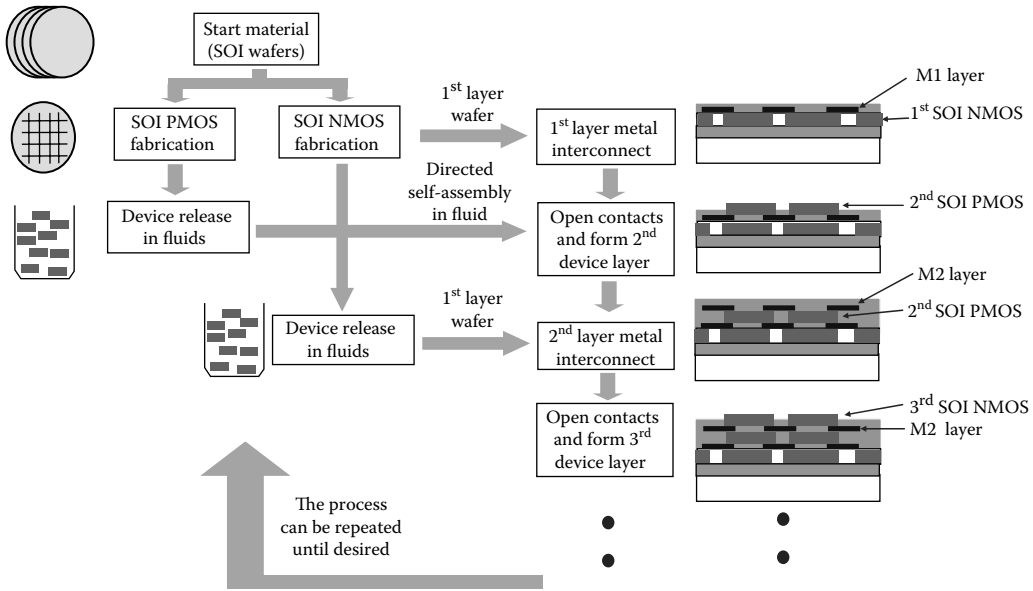 Start material
(SOI wafers)
SOI PMOS
fabrication
SOI NMOS
fabrication
1st layer
wafer
1st layer metal
interconnect
M1 layer
1st SOI NMOS
Directed
self-assembly
in fluid
Device release
in fluids
Open contacts
and form 2nd
device layer
2nd SOI PMOS
M2 layer
2nd SOI PMOS
1st layer
wafer
Device release
in fluids
2nd layer metal
interconnect
Open contacts
and form 3rd
device layer
3rd SOI NMOS
M2 layer
The process
can be repeated
until desired